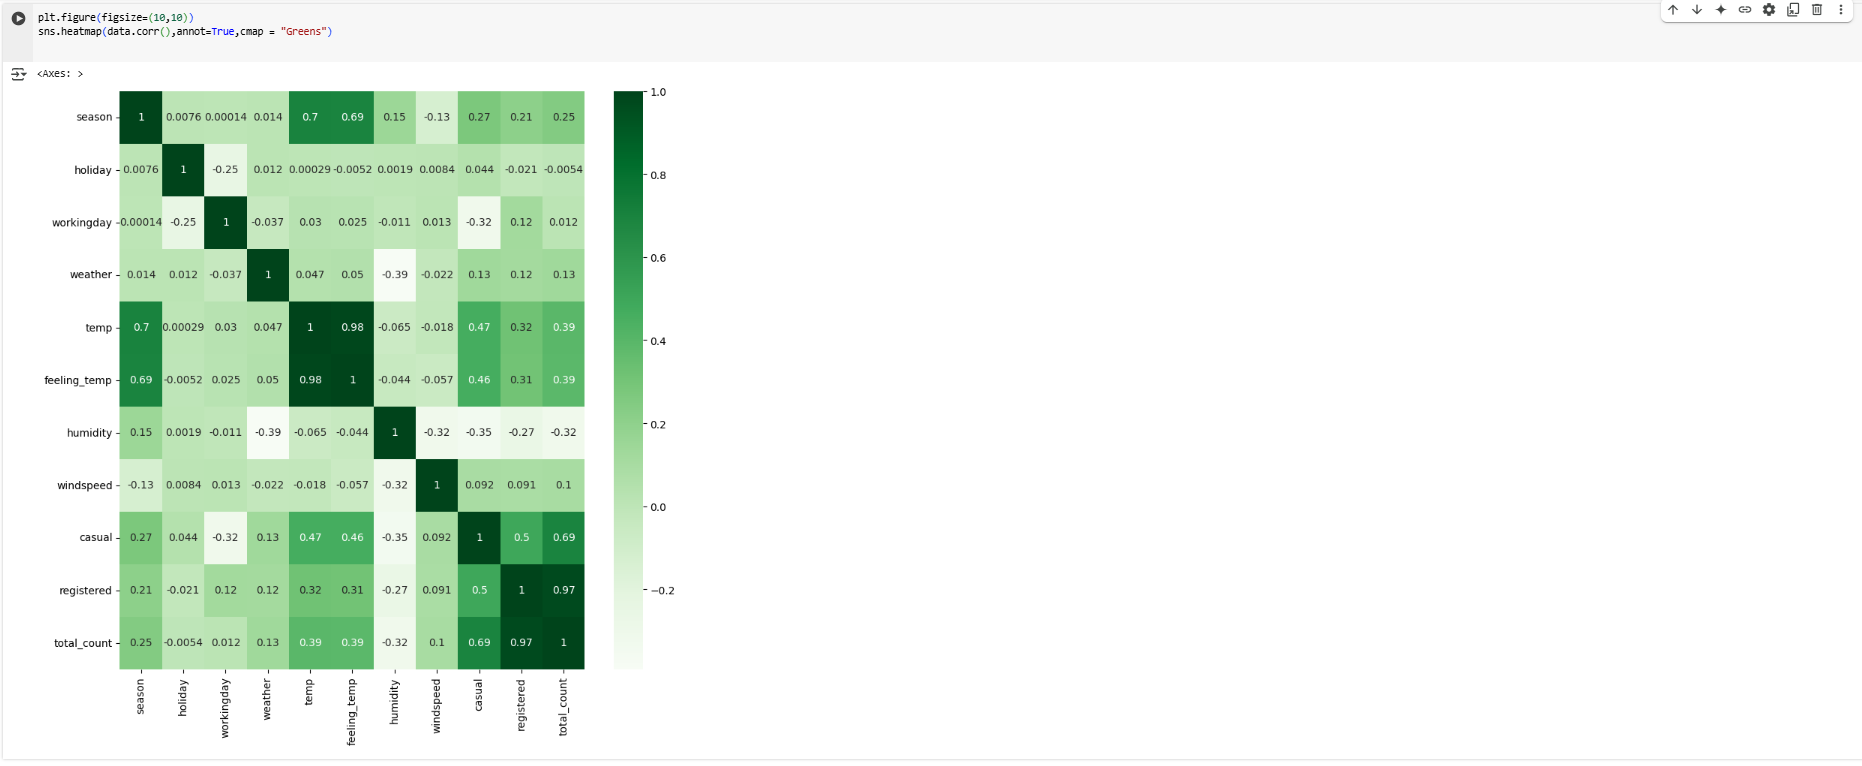 plt.figure(figsize=(10,10))
sns.heatmap(data.corr(),annot=True,cmap = "Greens")
<Axes: >
season 1 0.0076 0.00014 0.014 0.7 0.69 0.15 -0.13 0.27 0.21 0.25
holiday 0.0076 1 -0.25 0.012 0.00029 -0.0052 0.0019 0.0084 0.044 -0.021 -0.0054
workingday -0.00014 -0.25 1 -0.037 0.03 0.025 -0.011 0.013 -0.32 0.12 0.012
weather 0.014 0.012 -0.037 1 0.047 0.05 -0.39 -0.022 0.13 0.12 0.13
temp 0.7 0.00029 0.03 0.047 1 0.98 -0.065 -0.018 0.47 0.32 0.39
feeling_temp 0.69 -0.0052 0.025 0.05 0.98 1 -0.044 -0.057 0.46 0.31 0.39
humidity 0.15 0.0019 -0.011 -0.39 -0.065 -0.044 1 -0.32 -0.35 -0.27 -0.32
windspeed -0.13 0.0084 0.013 -0.022 -0.018 -0.057 -0.32 1 0.092 0.091 0.1
casual 0.27 0.044 -0.32 0.13 0.47 0.46 -0.35 0.092 1 0.5 0.69
registered 0.21 -0.021 0.12 0.12 0.32 0.31 -0.27 0.091 0.5 1 0.97
total_count 0.25 -0.0054 0.012 0.13 0.39 0.39 -0.32 0.1 0.69 0.97 1
season holiday workingday weather temp feeling_temp humidity windspeed casual registered total_count
1.0
0.8
0.6
0.4
0.2
0.0
−0.2